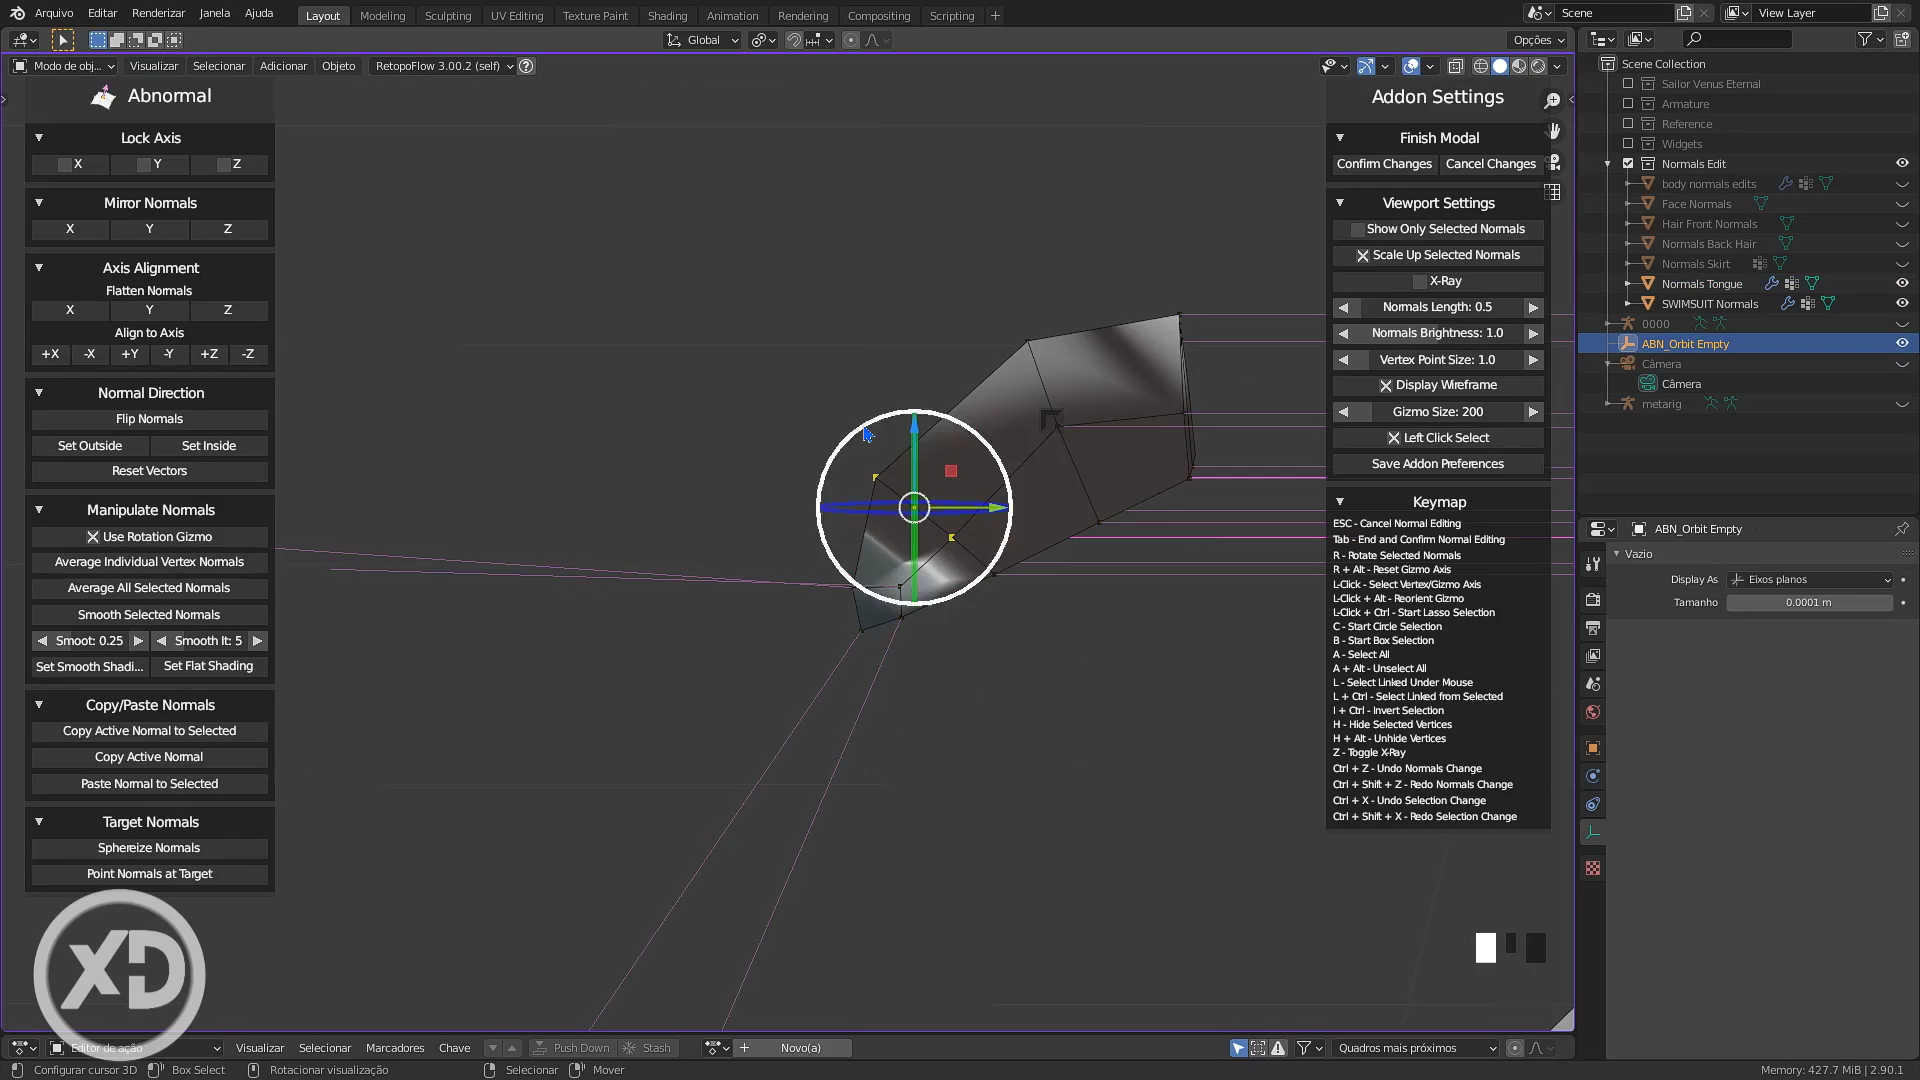 Arquivo Editar Renderizar Janela Ajuda
Layout Modeling Sculpting UV Editing Texture Paint Shading Animation Rendering Compositing Scripting +
Scene View Layer
Global Opções
Modo de obj... Visualizar Selecionar Adicionar Objeto RetopoFlow 3.00.2 (self) ?
Abnormal
Lock Axis
X Y Z
Mirror Normals
X Y Z
Axis Alignment
Flatten Normals
X Y Z
Align to Axis
+X -X +Y -Y +Z -Z
Normal Direction
Flip Normals
Set Outside Set Inside
Reset Vectors
Manipulate Normals
Use Rotation Gizmo
Average Individual Vertex Normals
Average All Selected Normals
Smooth Selected Normals
Smoot: 0.25 Smooth It: 5
Set Smooth Shadi... Set Flat Shading
Copy/Paste Normals
Copy Active Normal to Selected
Copy Active Normal
Paste Normal to Selected
Target Normals
Sphereize Normals
Point Normals at Target
XD
Addon Settings
Finish Modal
Confirm Changes Cancel Changes
Viewport Settings
Show Only Selected Normals
Scale Up Selected Normals
X-Ray
Normals Length: 0.5
Normals Brightness: 1.0
Vertex Point Size: 1.0
Display Wireframe
Gizmo Size: 200
Left Click Select
Save Addon Preferences
Keymap
ESC - Cancel Normal Editing
Tab - End and Confirm Normal Editing
R - Rotate Selected Normals
R + Alt - Reset Gizmo Axis
L-Click - Select Vertex/Gizmo Axis
L-Click + Alt - Reorient Gizmo
L-Click + Ctrl - Start Lasso Selection
C - Start Circle Selection
B - Start Box Selection
A - Select All
A + Alt - Unselect All
L - Select Linked Under Mouse
L + Ctrl - Select Linked from Selected
I + Ctrl - Invert Selection
H - Hide Selected Vertices
H + Alt - Unhide Vertices
Z - Toggle X-Ray
Ctrl + Z - Undo Normals Change
Ctrl + Shift + Z - Redo Normals Change
Ctrl + X - Undo Selection Change
Ctrl + Shift + X - Redo Selection Change
Scene Collection
Sailor Venus Eternal
Armature
Reference
Widgets
Normals Edit
body normals edits
Face Normals
Hair Front Normals
Normals Back Hair
Normals Skirt
Normals Tongue
SWIMSUIT Normals
0000
ABN_Orbit Empty
Câmera
Câmera
metarig
ABN_Orbit Empty
Vazio
Display As Eixos planos
Tamanho 0.0001 m
Editor de ação Visualizar Selecionar Marcadores Chave Push Down Stash + Novo(a) Quadros mais próximos
Configurar cursor 3D Box Select Rotacionar visualização Selecionar Mover Memory: 427.7 MiB | 2.90.1